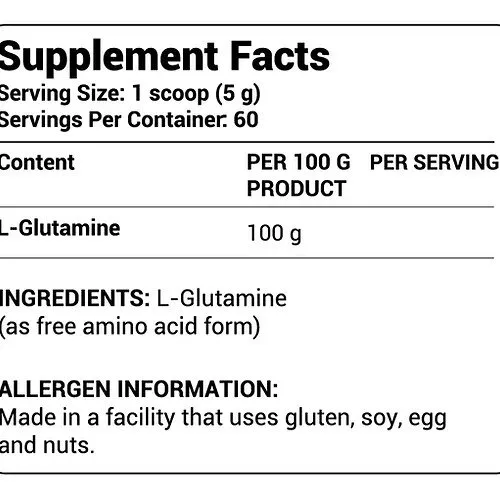 Supplement Facts
Serving Size: 1 scoop (5 g)
Servings Per Container: 60
Content PER 100 G PRODUCT PER SERVING
L-Glutamine 100 g
INGREDIENTS: L-Glutamine
(as free amino acid form)
ALLERGEN INFORMATION:
Made in a facility that uses gluten, soy, egg
and nuts.